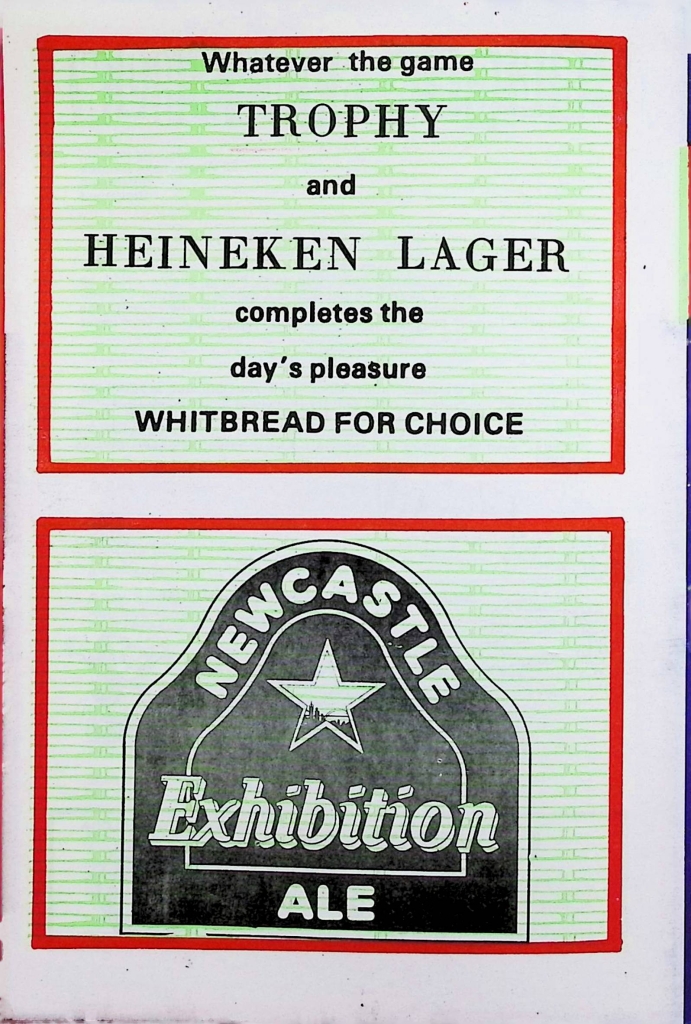 Whatever the game
TROPHY
and
HEINEKEN LAGER
completes the
day's pleasure
WHITBREAD FOR CHOICE
NEWCASTLE
Exhibition
ALE